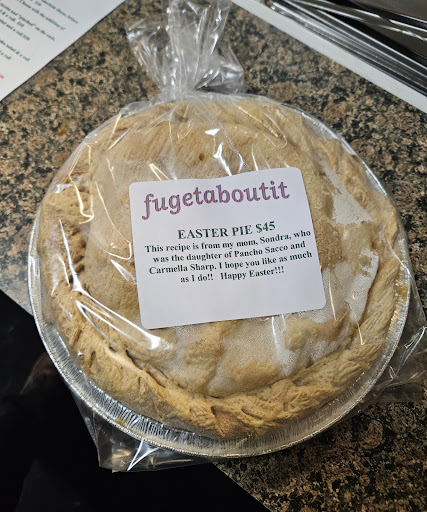 fugetaboutit
EASTER PIE $45
This recipe is from my mom, Sondra, who
was the daughter of Pancho Sacco and
Carmella Sharp. I hope you like as much
as I do!! Happy Easter!!!